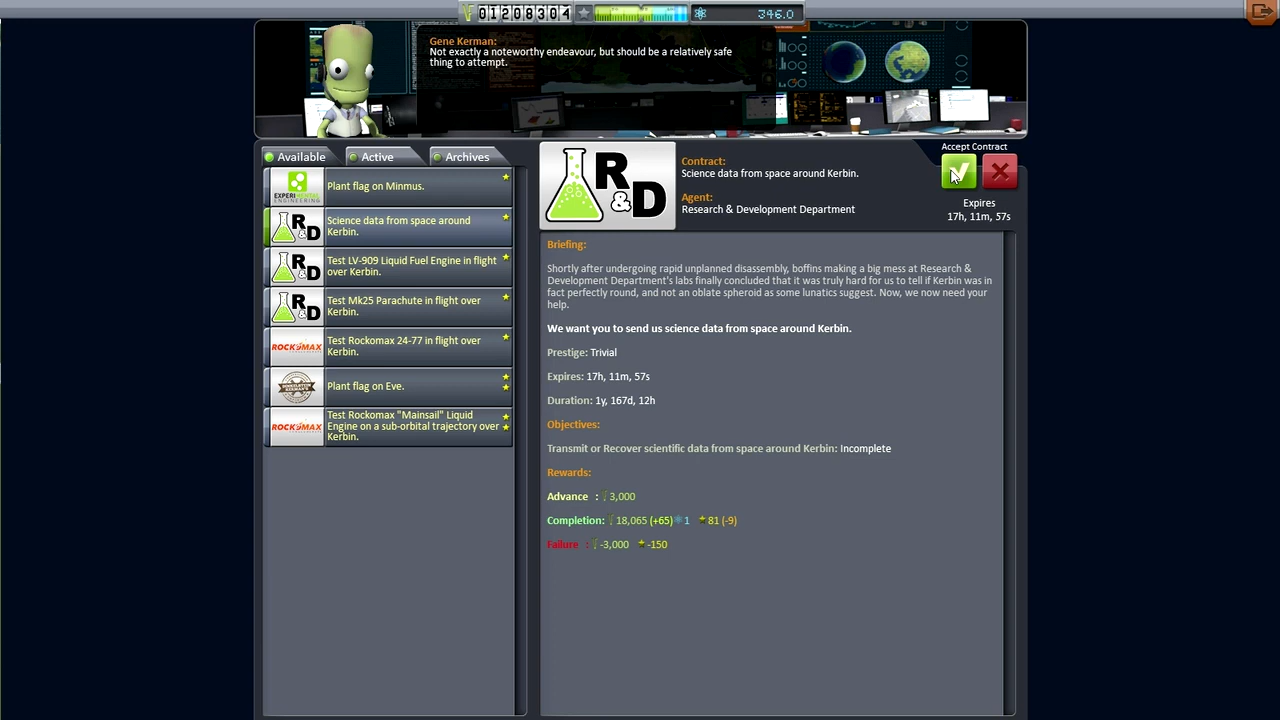 01208304
346.0
Gene Kerman:
Not exactly a noteworthy endeavour, but should be a relatively safe
thing to attempt.
Available
Active
Archives
EXPERIMENTAL
ENGINEERING
Plant flag on Minmus.
R&D
Science data from space around
Kerbin.
R&D
Test LV-909 Liquid Fuel Engine in flight
over Kerbin.
R&D
Test Mk25 Parachute in flight over
Kerbin.
ROCKOMAX
Test Rockomax 24-77 in flight over
Kerbin.
Plant flag on Eve.
ROCKOMAX
Test Rockomax "Mainsail" Liquid
Engine on a sub-orbital trajectory over
Kerbin.
R&D
Contract:
Science data from space around Kerbin.
Agent:
Research & Development Department
Accept Contract
Expires
17h, 11m, 57s
Briefing:
Shortly after undergoing rapid unplanned disassembly, boffins making a big mess at Research &
Development Department's labs finally concluded that it was truly hard for us to tell if Kerbin was in
fact perfectly round, and not an oblate spheroid as some lunatics suggest. Now, we now need your
help.
We want you to send us science data from space around Kerbin.
Prestige: Trivial
Expires: 17h, 11m, 57s
Duration: 1y, 167d, 12h
Objectives:
Transmit or Recover scientific data from space around Kerbin: Incomplete
Rewards:
Advance : 3,000
Completion: 18,065 (+65) 1 81 (-9)
Failure : -3,000 -150